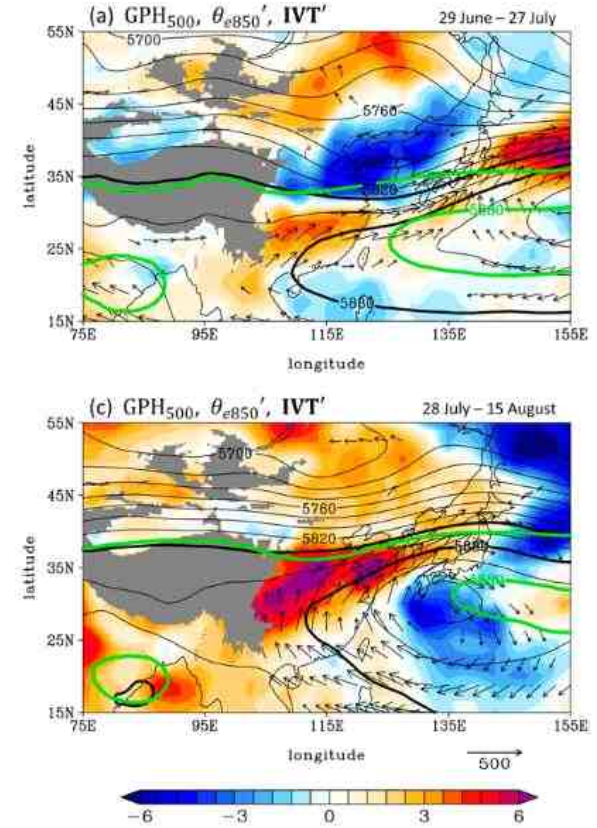 (a) GPH500, θe850′, IVT′ 29 June – 27 July
55N
5700
45N
5760
latitude
35N
5880
25N
5880
15N
75E 95E 115E 135E 155E
longitude
(c) GPH500, θe850′, IVT′ 28 July – 15 August
55N
5700
45N
5760
5820
latitude
35N
5880
25N
15N
75E 95E 115E 135E 155E
longitude
500
−6 −3 0 3 6